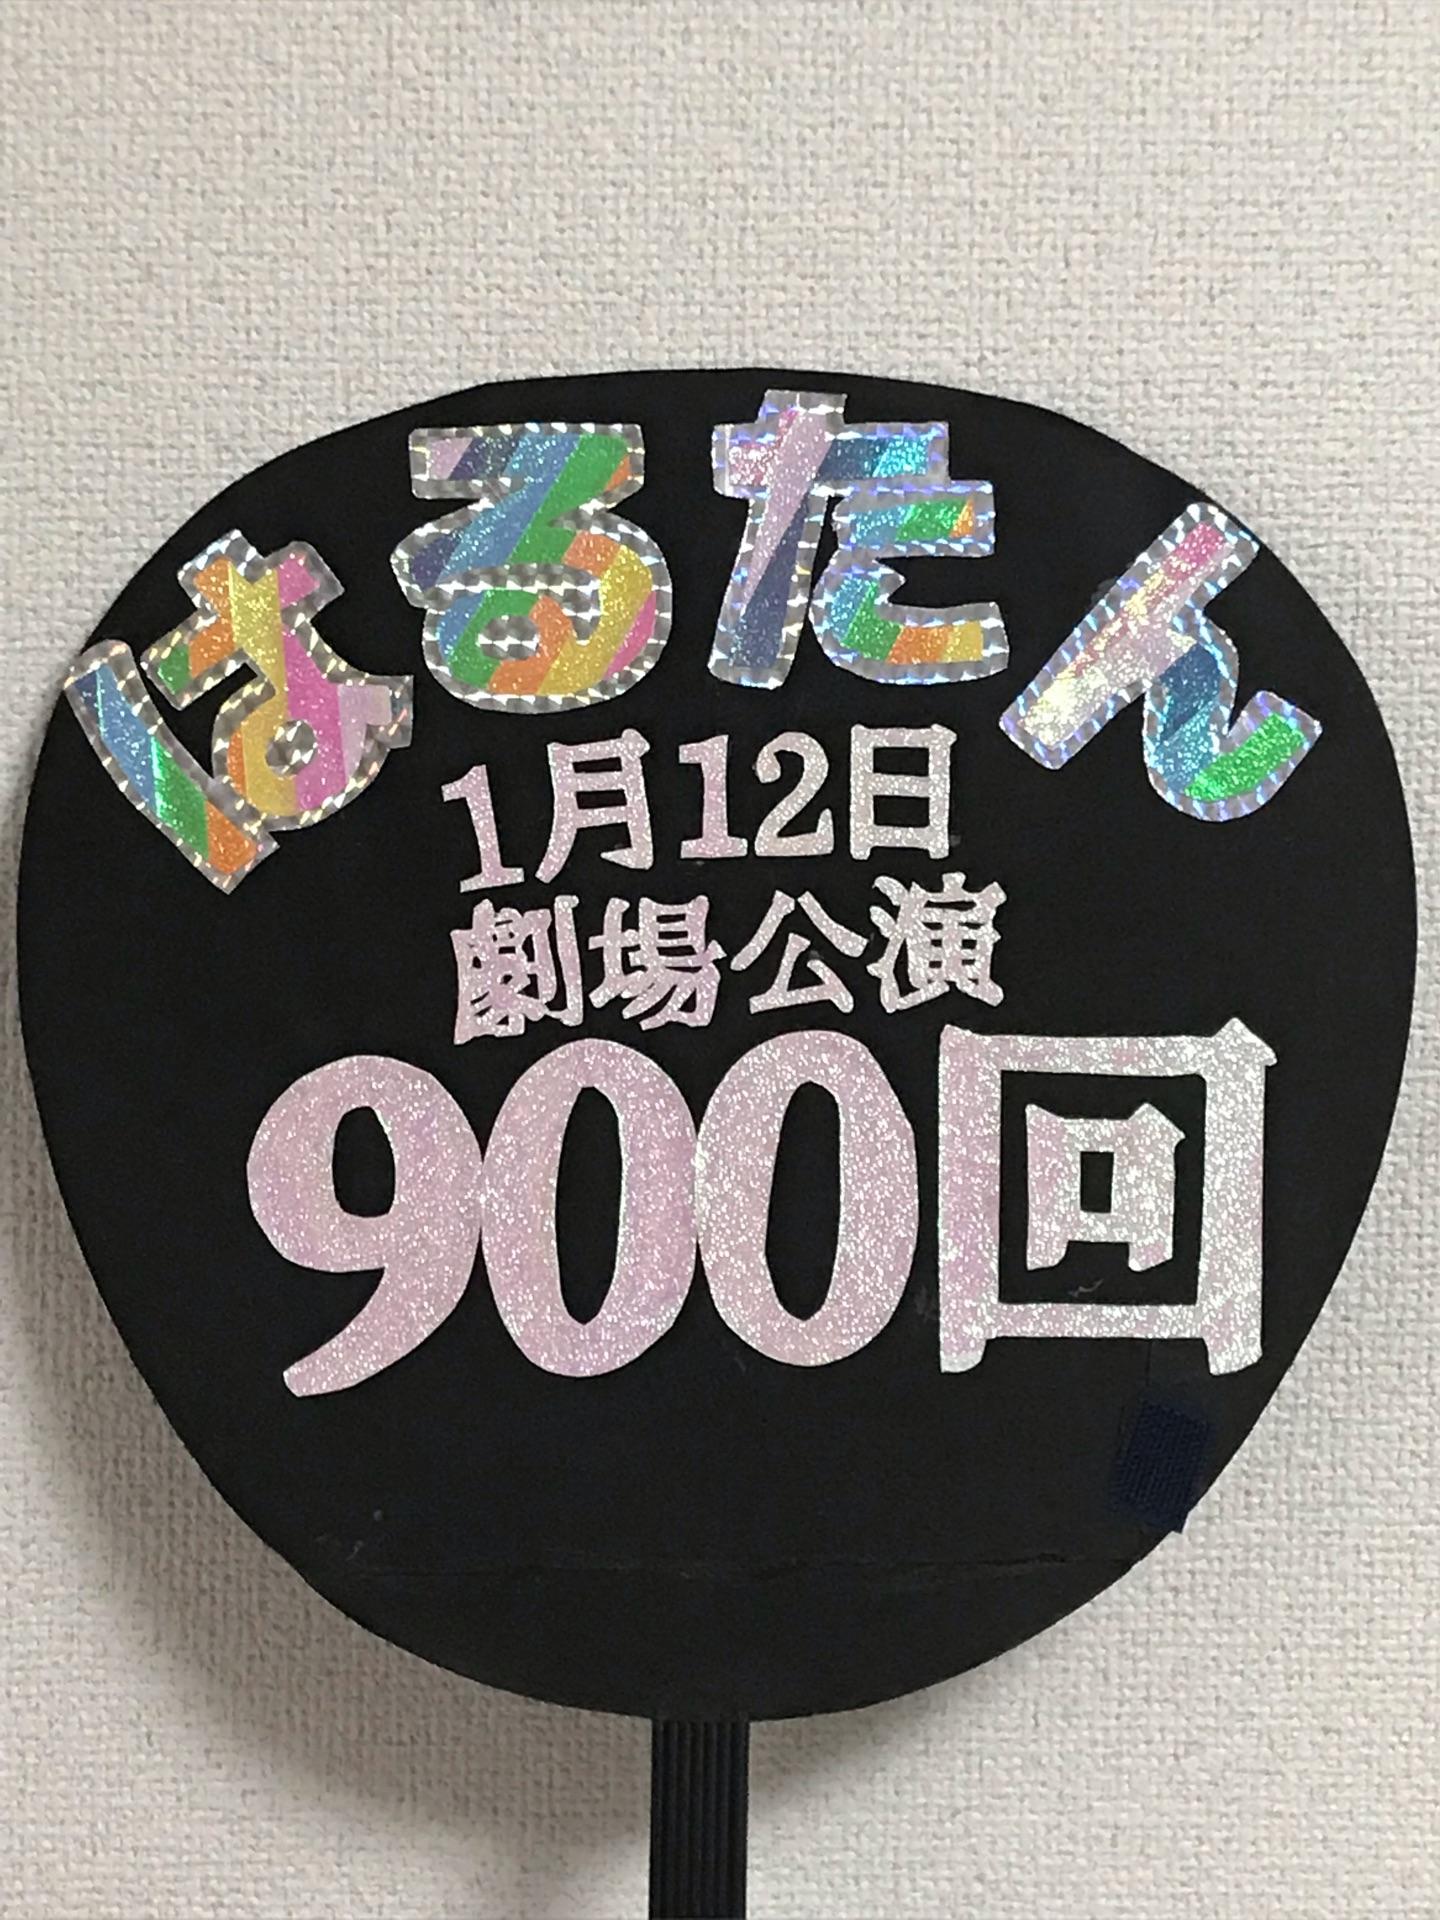 はるたん
1月12日
劇場公演
900回